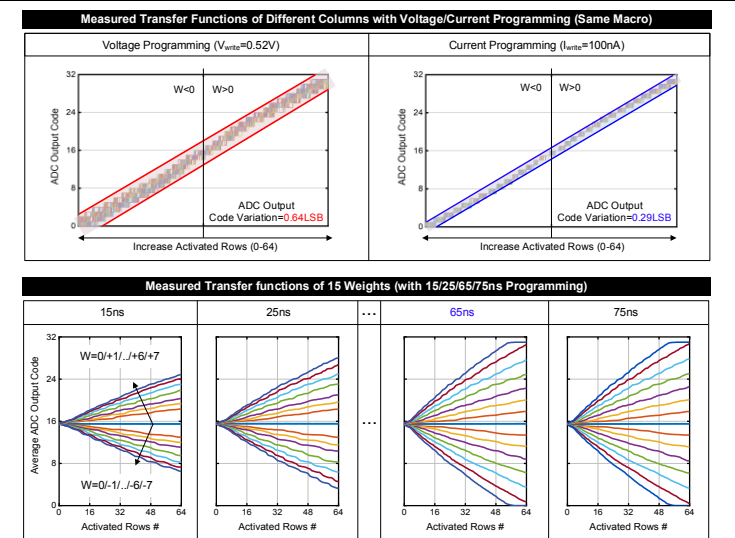 Measured Transfer Functions of Different Columns with Voltage/Current Programming (Same Macro)
Voltage Programming (Vwrite=0.52V)
Current Programming (Iwrite=100nA)
32
24
16
8
0
ADC Output Code
W<0
W>0
ADC Output
Code Variation=0.64LSB
Increase Activated Rows (0-64)
32
24
16
8
0
ADC Output Code
W<0
W>0
ADC Output
Code Variation=0.29LSB
Increase Activated Rows (0-64)
Measured Transfer functions of 15 Weights (with 15/25/65/75ns Programming)
15ns
25ns
...
65ns
75ns
Average ADC Output Code
32
24
16
8
0
W=0/+1/../+6/+7
W=0/-1/../-6/-7
0 16 32 48 64
Activated Rows #
0 16 32 48 64
Activated Rows #
...
0 16 32 48 64
Activated Rows #
0 16 32 48 64
Activated Rows #